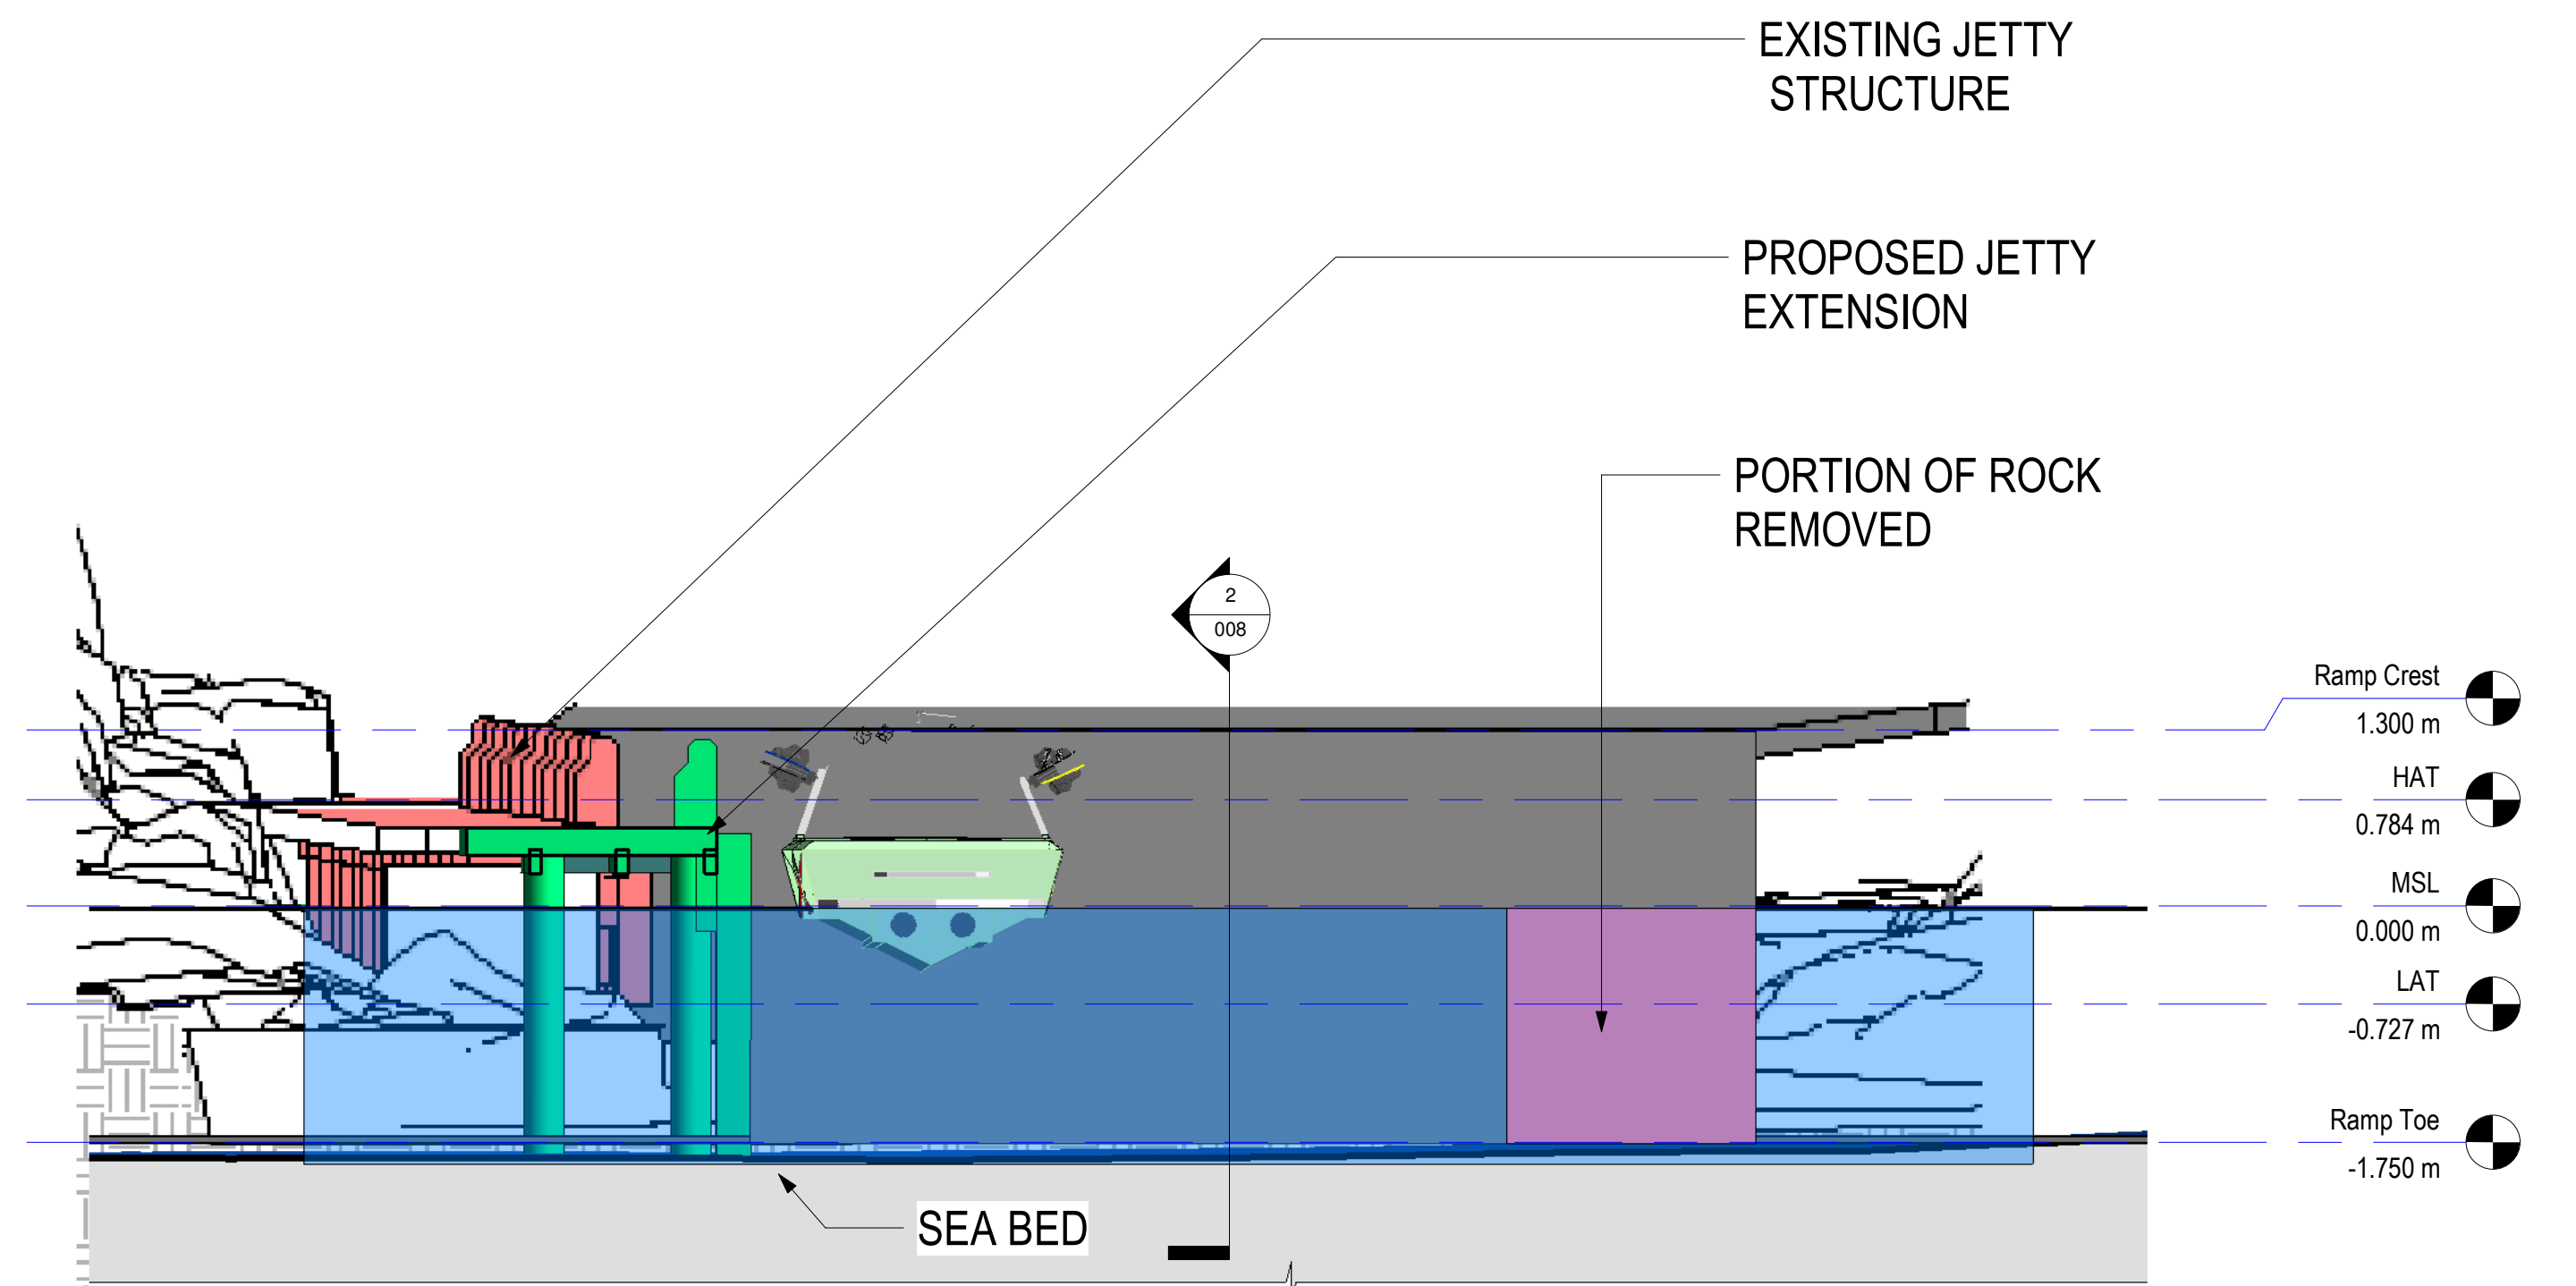 EXISTING JETTY
STRUCTURE
PROPOSED JETTY
EXTENSION
PORTION OF ROCK
REMOVED
2
008
Ramp Crest
1.300 m
HAT
0.784 m
MSL
0.000 m
LAT
-0.727 m
Ramp Toe
-1.750 m
SEA BED